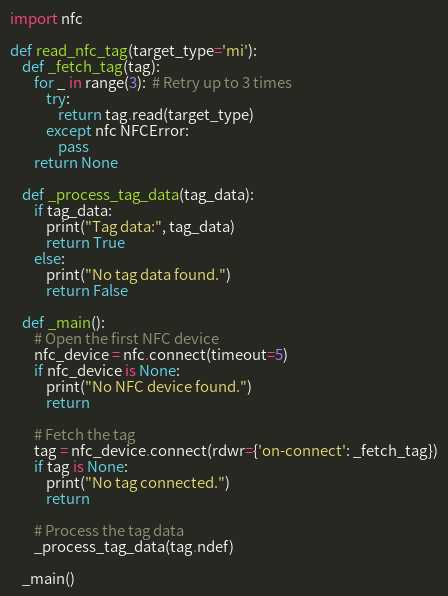 import nfc

def read_nfc_tag(target_type='mi'):
    def _fetch_tag(tag):
        for _ in range(3):  # Retry up to 3 times
            try:
                return tag.read(target_type)
            except nfc NFCError:
                pass
        return None

    def _process_tag_data(tag_data):
        if tag_data:
            print("Tag data:", tag_data)
            return True
        else:
            print("No tag data found.")
            return False

    def _main():
        # Open the first NFC device
        nfc_device = nfc.connect(timeout=5)
        if nfc_device is None:
            print("No NFC device found.")
            return

        # Fetch the tag
        tag = nfc_device.connect(rdwr={'on-connect': _fetch_tag})
        if tag is None:
            print("No tag connected.")
            return

        # Process the tag data
        _process_tag_data(tag.ndef)

    _main()